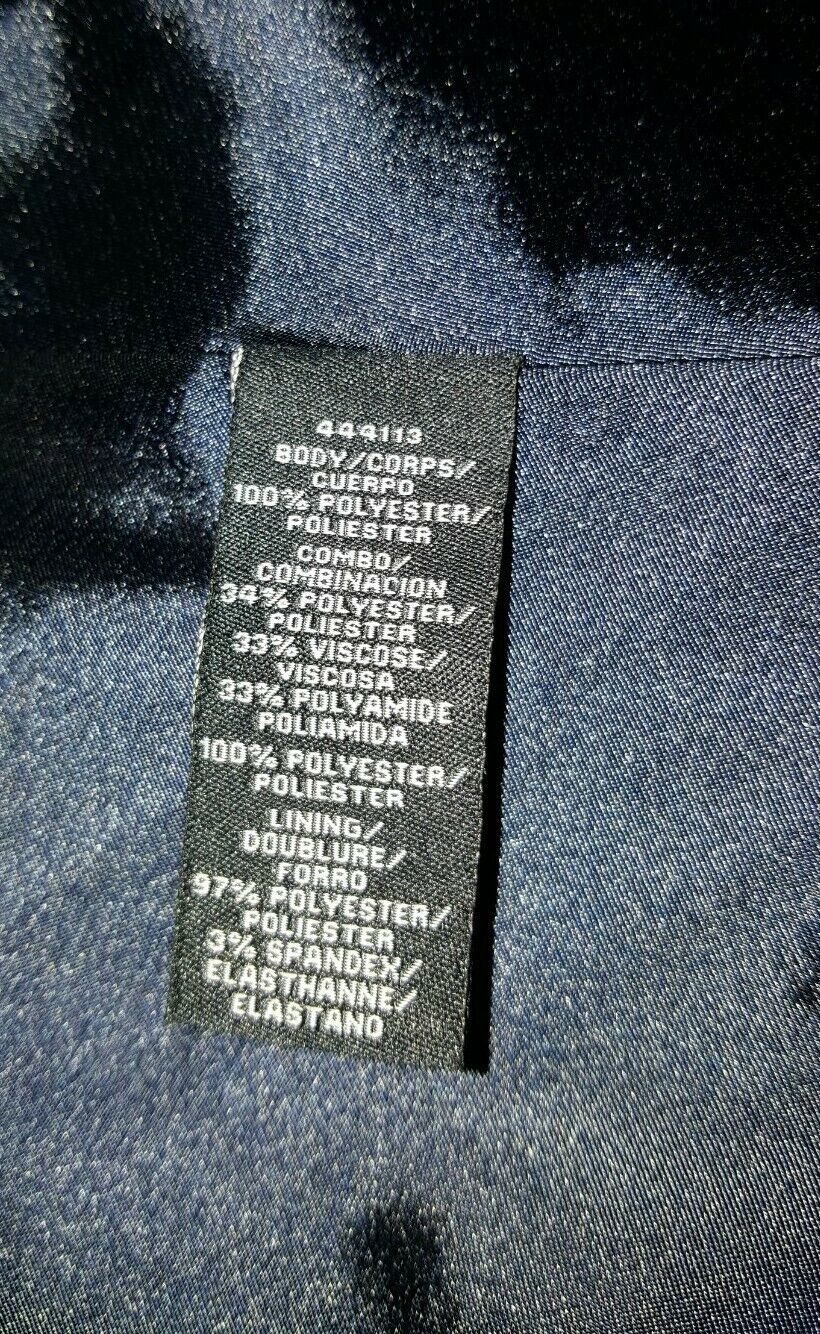 444113
BODY/CORPS/
CUERPO
100% POLYESTER/
POLIESTER
COMBO/
COMBINACION
34% POLYESTER/
POLIESTER
33% VISCOSE/
VISCOSA
33% POLYAMIDE
POLIAMIDA
100% POLYESTER/
POLIESTER
LINING/
DOUBLURE/
FORRO
97% POLYESTER/
POLIESTER
3% SPANDEX/
ELASTHANNE/
ELASTANO